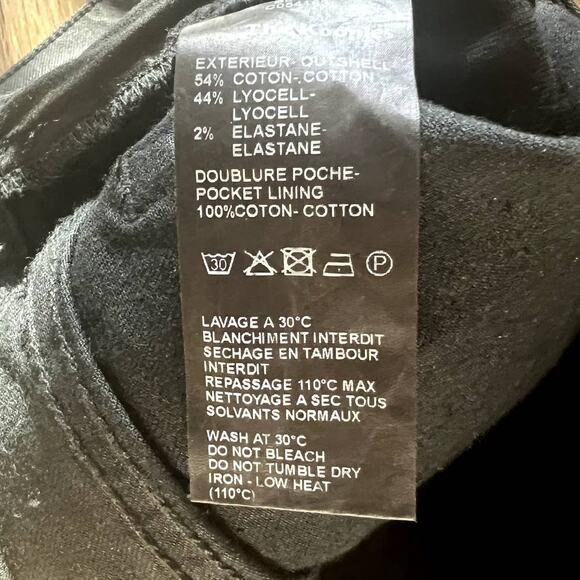 The Kooples
EXTERIEUR- OUTSHELL
54% COTON-.COTTON
44% LYOCELL-
LYOCELL
2% ELASTANE-
ELASTANE
DOUBLURE POCHE-
POCKET LINING
100%COTON- COTTON
30 P
LAVAGE A 30°C
BLANCHIMENT INTERDIT
SECHAGE EN TAMBOUR
INTERDIT
REPASSAGE 110°C MAX
NETTOYAGE A SEC TOUS
SOLVANTS NORMAUX
WASH AT 30°C
DO NOT BLEACH
DO NOT TUMBLE DRY
IRON - LOW HEAT
(110°C)